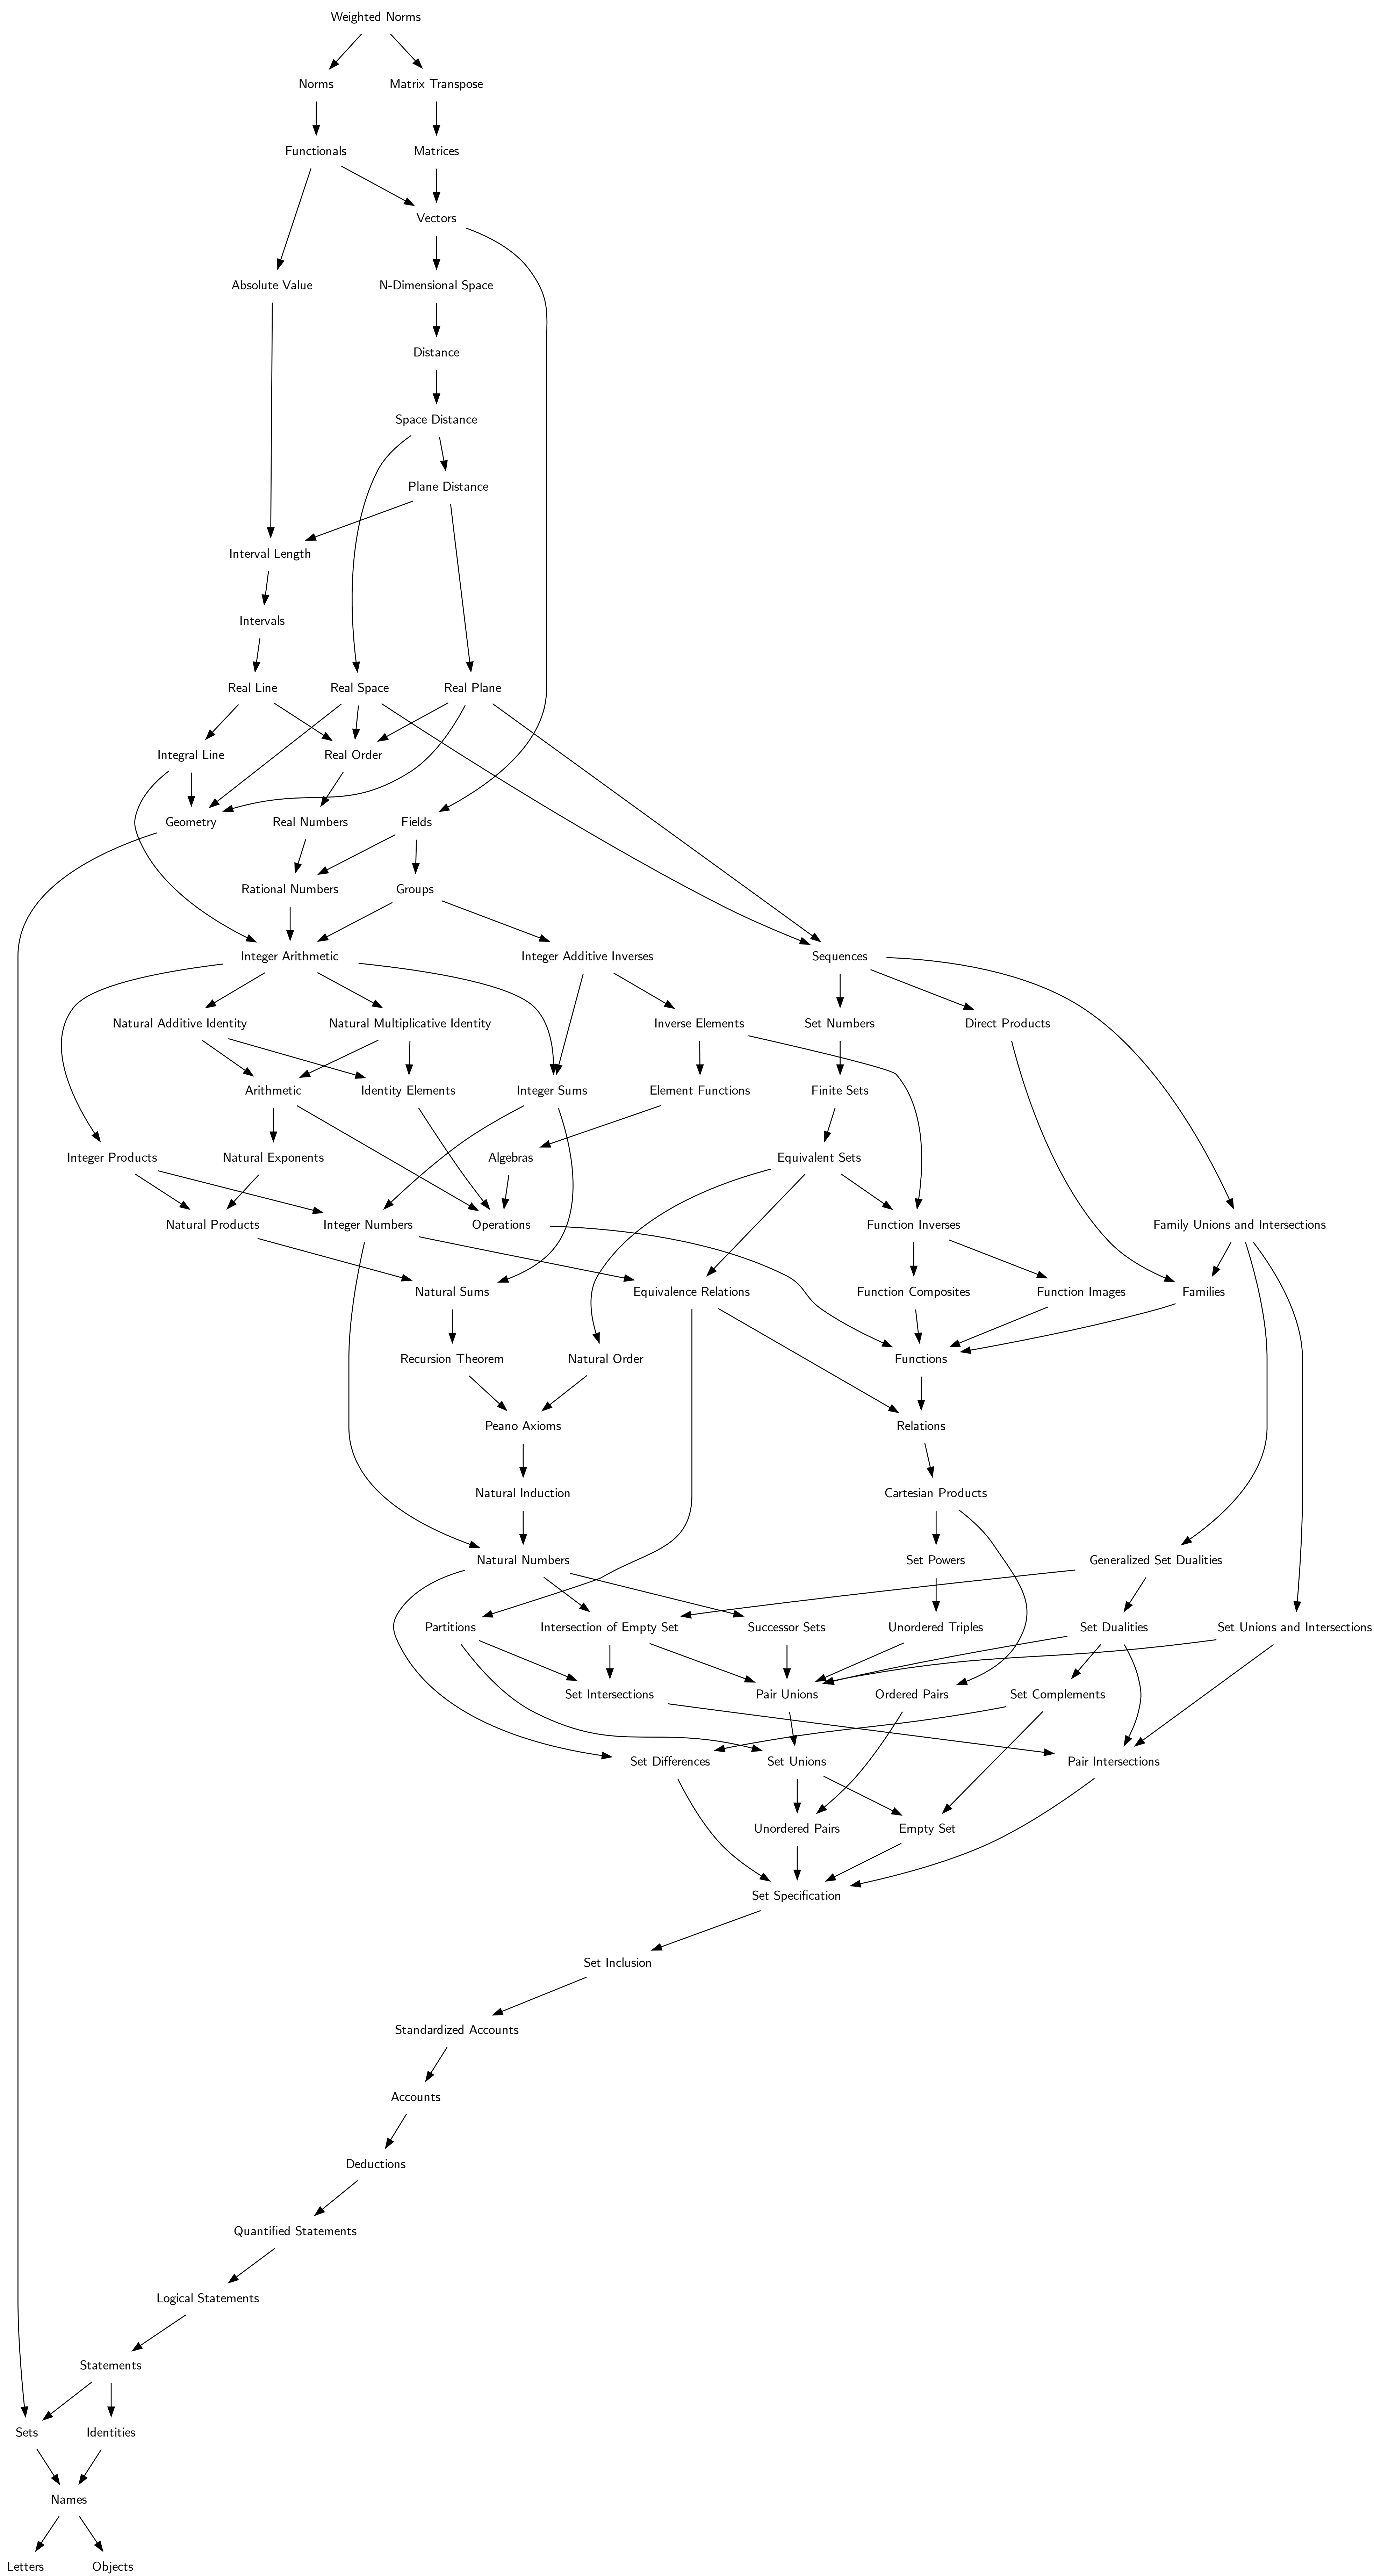 Weighted Norms
Norms
Matrix Transpose
Functionals
Matrices
Vectors
Absolute Value
N-Dimensional Space
Distance
Space Distance
Plane Distance
Interval Length
Intervals
Real Line
Real Space
Real Plane
Integral Line
Real Order
Geometry
Real Numbers
Fields
Rational Numbers
Groups
Integer Arithmetic
Integer Additive Inverses
Sequences
Natural Additive Identity
Natural Multiplicative Identity
Inverse Elements
Set Numbers
Direct Products
Arithmetic
Identity Elements
Integer Sums
Element Functions
Finite Sets
Integer Products
Natural Exponents
Algebras
Equivalent Sets
Natural Products
Integer Numbers
Operations
Function Inverses
Family Unions and Intersections
Natural Sums
Equivalence Relations
Function Composites
Function Images
Families
Recursion Theorem
Natural Order
Functions
Peano Axioms
Relations
Natural Induction
Cartesian Products
Natural Numbers
Set Powers
Generalized Set Dualities
Partitions
Intersection of Empty Set
Successor Sets
Unordered Triples
Set Dualities
Set Unions and Intersections
Set Intersections
Pair Unions
Ordered Pairs
Set Complements
Set Differences
Set Unions
Pair Intersections
Unordered Pairs
Empty Set
Set Specification
Set Inclusion
Standardized Accounts
Accounts
Deductions
Quantified Statements
Logical Statements
Statements
Sets
Identities
Names
Letters
Objects